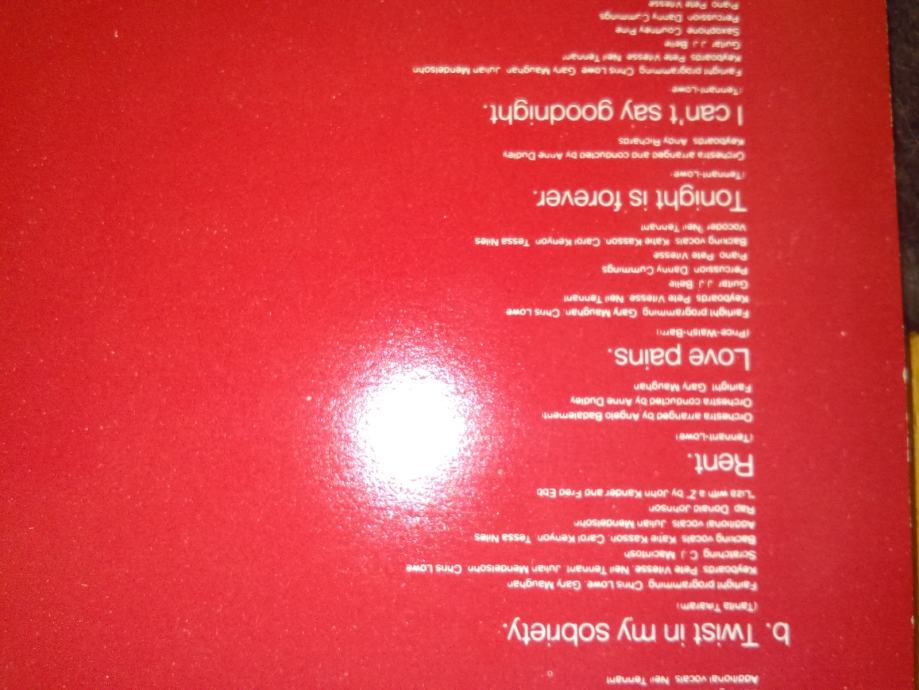 Additional vocals Neil Tennant
b. Twist in my sobriety.
(Tanita Tikaram)
Fairlight programming Chris Lowe Gary Maughan
Keyboards Pete Vitesse Neil Tennant Julian Mendelsohn Chris Lowe
Scratching C J Macintosh
Backing vocals Katie Kasson Carol Kenyon Tessa Niles
Additional vocals Julian Mendelsohn
Rap Donald Johnson
"Liza with a Z" by John Kander and Fred Ebb
Rent.
(Tennant-Lowe)
Orchestra arranged by Angelo Badalamenti
Orchestra conducted by Anne Dudley
Fairlight Gary Maughan
Love pains.
(Price-Walsh-Barri)
Fairlight programming Gary Maughan Chris Lowe
Keyboards Pete Vitesse Neil Tennant
Guitar J J Belle
Percussion Danny Cummings
Piano Pete Vitesse
Backing vocals Katie Kasson Carol Kenyon Tessa Niles
Vocoder Neil Tennant
Tonight is forever.
(Tennant-Lowe)
Orchestra arranged and conducted by Anne Dudley
Keyboards Andy Richards
I can't say goodnight.
(Tennant-Lowe)
Fairlight programming Chris Lowe Gary Maughan Julian Mendelsohn
Keyboards Pete Vitesse Neil Tennant
Guitar J J Belle
Saxophone Courtney Pine
Percussion Danny Cummings
Piano Pete Vitesse